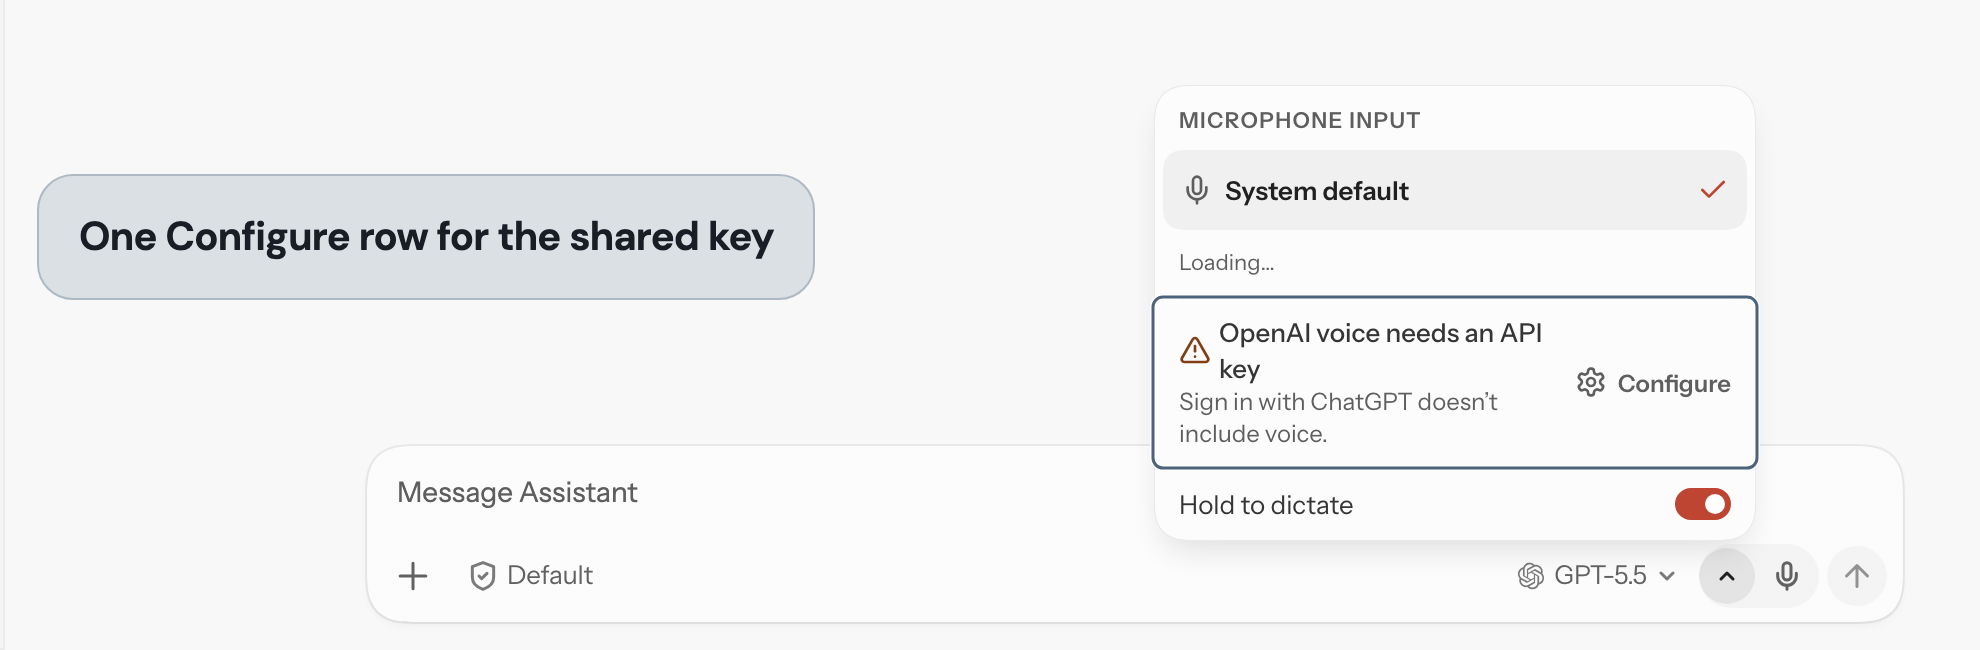 MICROPHONE INPUT
System default
One Configure row for the shared key
Loading...
OpenAI voice needs an API
key
Configure
Sign in with ChatGPT doesn’t
include voice.
Message Assistant
Hold to dictate
Default
GPT-5.5